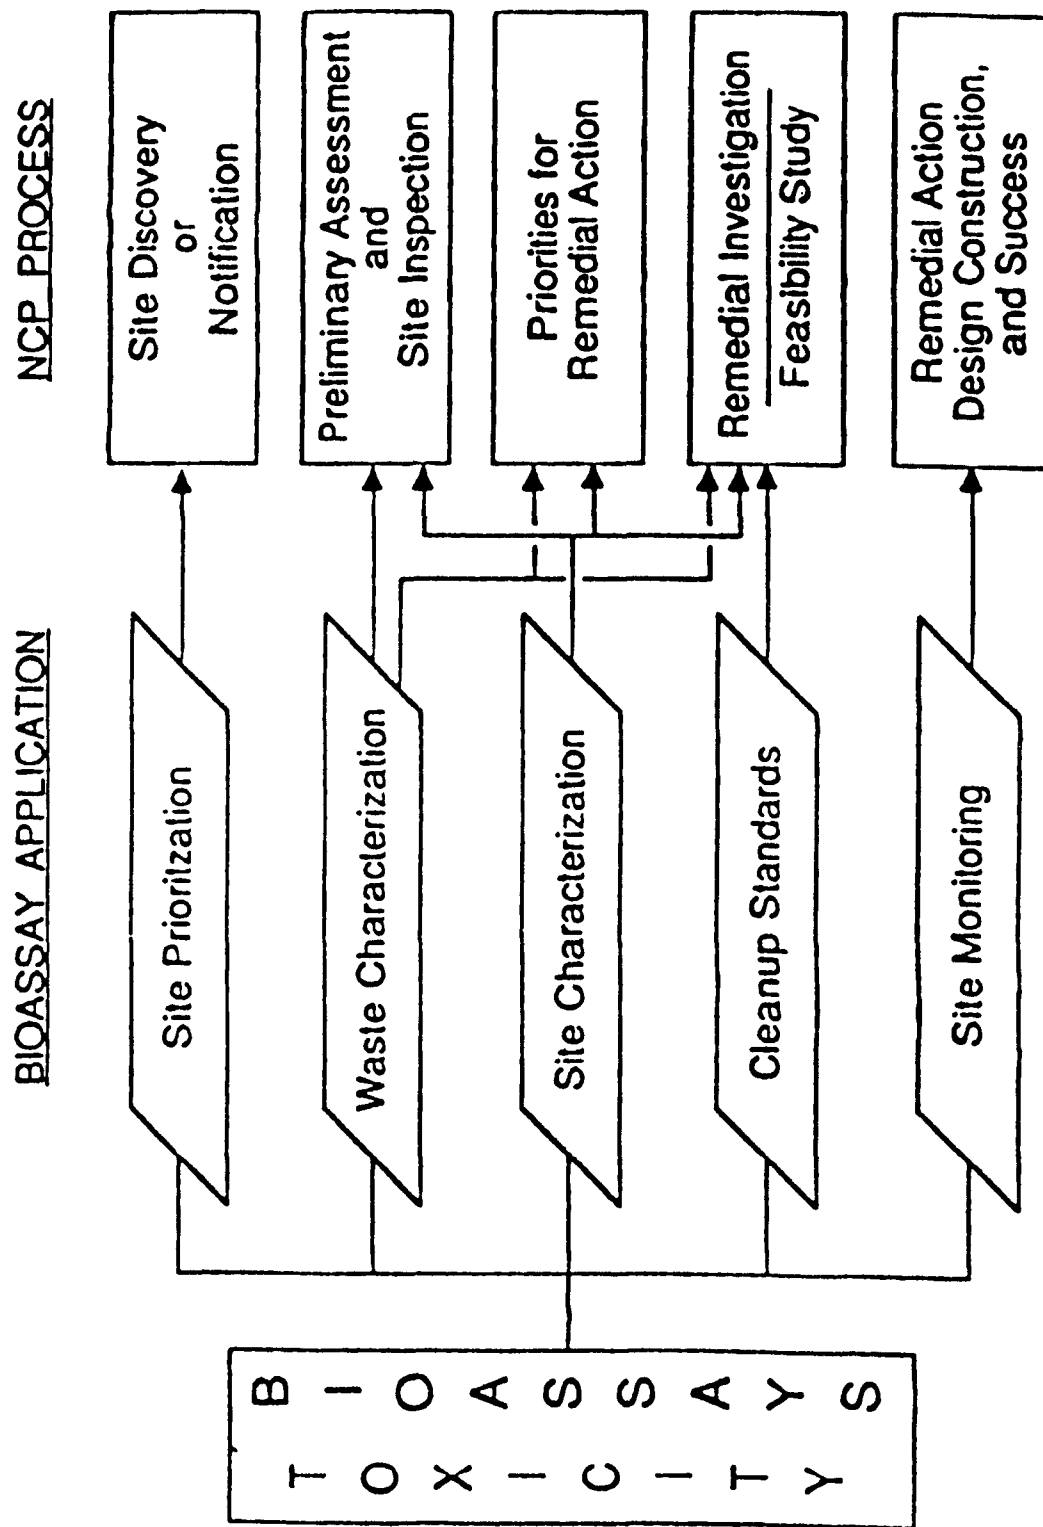 BIOASSAY APPLICATION
NCP PROCESS
TOXICITY
BIOASSAYS
Site Prioritzation
Site Discovery
or
Notification
Waste Characterization
Preliminary Assessment
and
Site Inspection
Site Characterization
Priorities for
Remedial Action
Cleanup Standards
Remedial Investigation
Feasibility Study
Site Monitoring
Remedial Action
Design Construction,
and Success